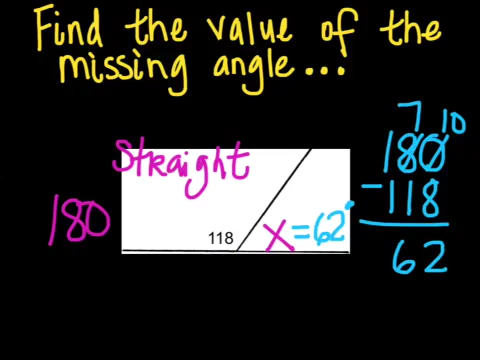 Find the value of the
missing angle...
Straight
180
118
X = 62°
7 10
180
-118
62